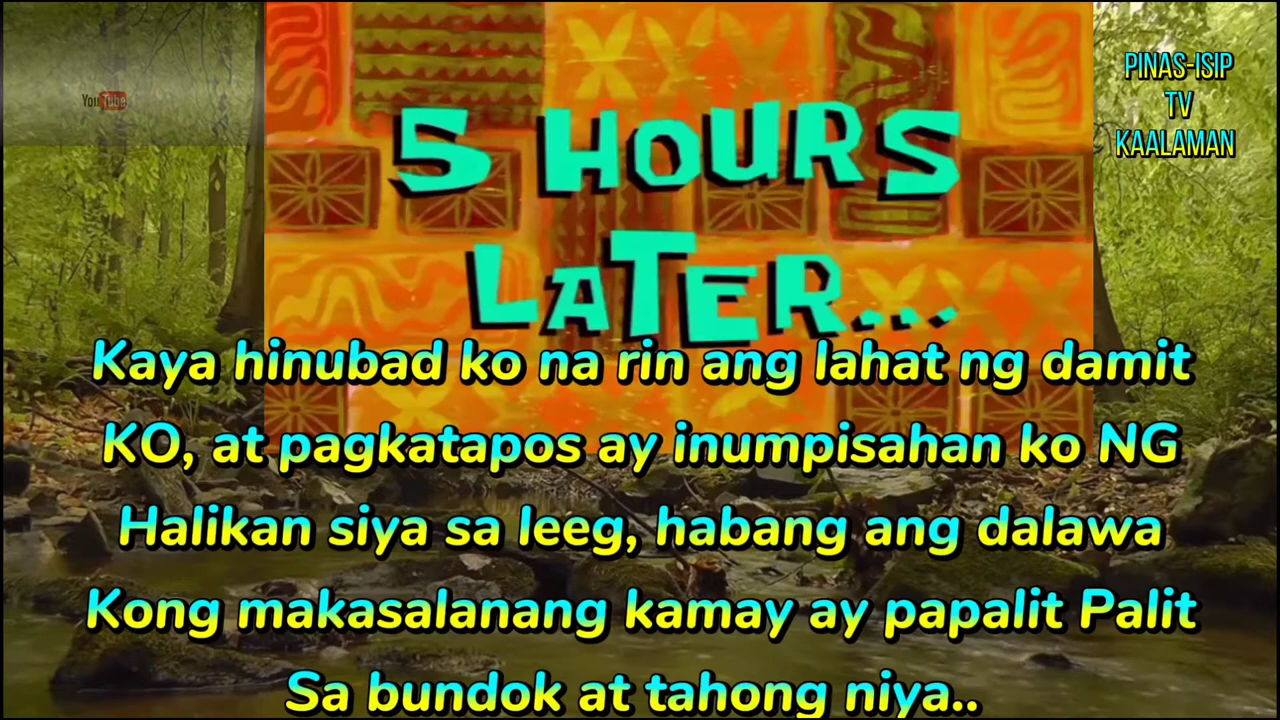 YouTube
PINAS-ISIP
TV
KAALAMAN
5 HOURS
LATER...
Kaya hinubad ko na rin ang lahat ng damit
KO, at pagkatapos ay inumpisahan ko NG
Halikan siya sa leeg, habang ang dalawa
Kong makasalanang kamay ay papalit Palit
Sa bundok at tahong niya..